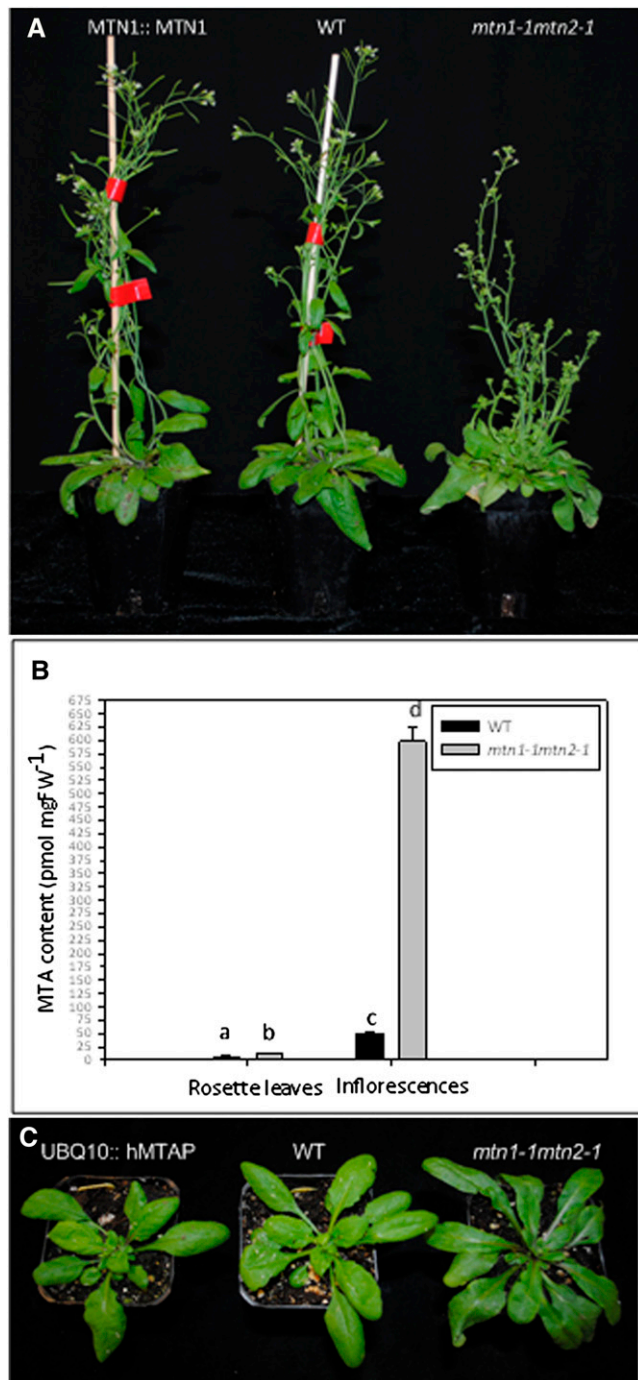 A
MTN1:: MTN1 WT mtn1-1mtn2-1
B
MTA content (pmol mgFW⁻¹)
675
650
625
600
575
550
525
500
475
450
425
400
375
350
325
300
275
250
225
200
175
150
125
100
75
50
25
0
a
b
c
d
WT
mtn1-1mtn2-1
Rosette leaves Inflorescences
C
UBQ10:: hMTAP WT mtn1-1mtn2-1